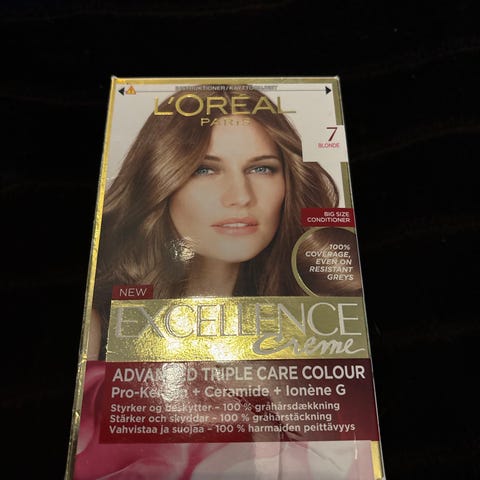 L'ORÉAL
PARIS
7
BLONDE
BIG SIZE
CONDITIONER
100%
COVERAGE,
EVEN ON
RESISTANT
GREYS
NEW
EXCELLENCE
Creme
ADVANCED TRIPLE CARE COLOUR
Pro-Keratin + Ceramide + Ionène G
Styrker og beskytter – 100 % gråhårsdækkning
Stärker och skyddar – 100 % gråhårstäckning
Vahvistaa ja suojaa – 100 % harmaiden peittävyys